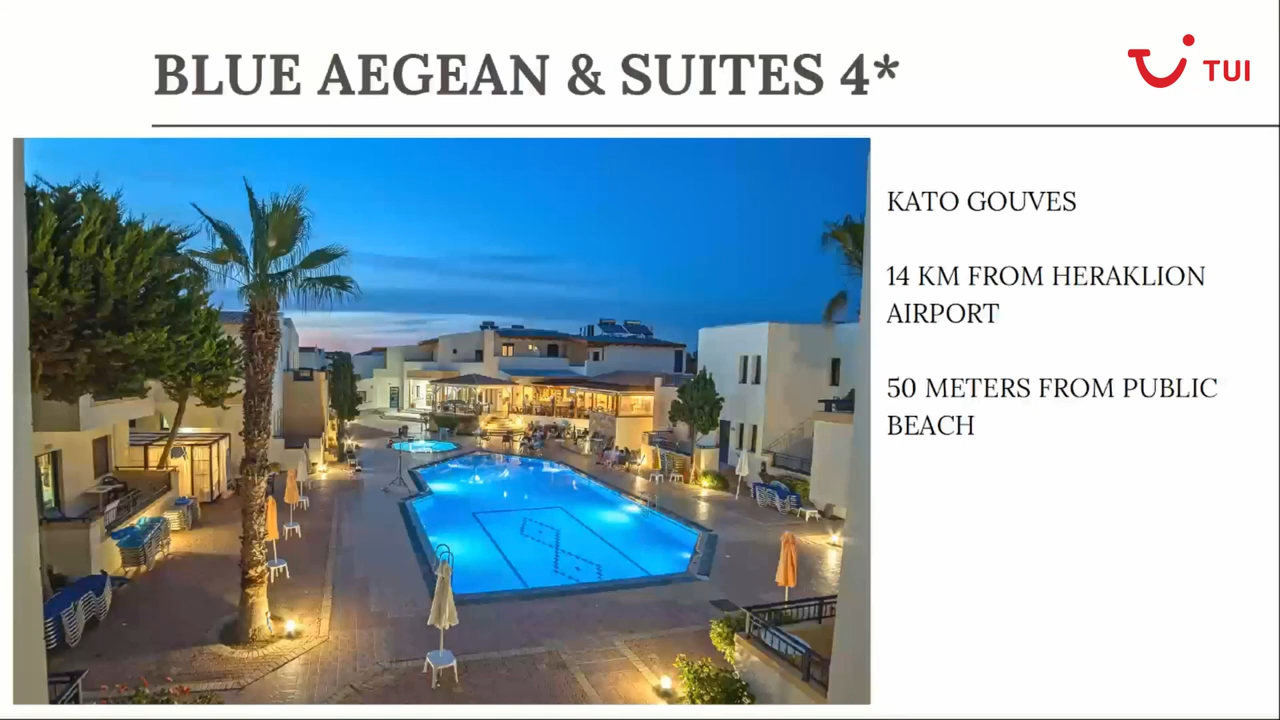 BLUE AEGEAN & SUITES 4*
TUI
KATO GOUVES
14 KM FROM HERAKLION
AIRPORT
50 METERS FROM PUBLIC
BEACH